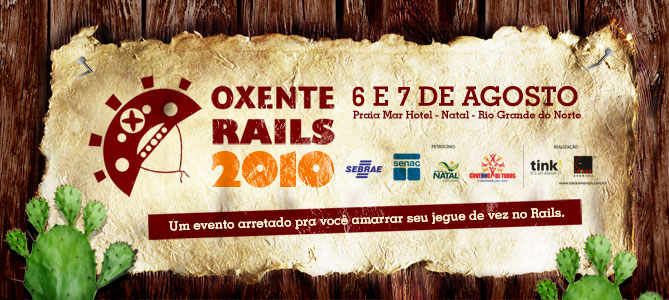 OXENTE
RAILS
2010
6 E 7 DE AGOSTO
Praia Mar Hotel - Natal - Rio Grande do Norte
PATROCÍNIO
REALIZAÇÃO
SEBRAE
senac
NATAL
GOVERNO DE TODOS
tink!
Um evento arretado pra você amarrar seu jegue de vez no Rails.